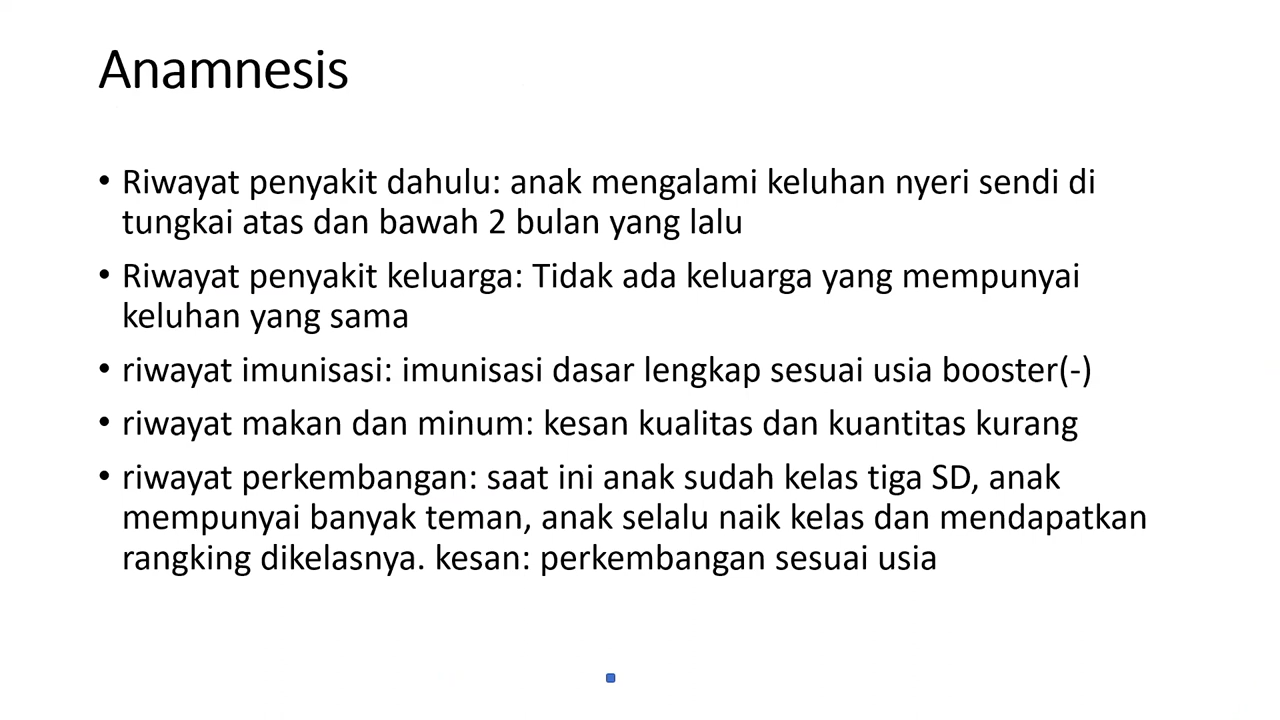 Anamnesis
• Riwayat penyakit dahulu: anak mengalami keluhan nyeri sendi di
tungkai atas dan bawah 2 bulan yang lalu
• Riwayat penyakit keluarga: Tidak ada keluarga yang mempunyai
keluhan yang sama
• riwayat imunisasi: imunisasi dasar lengkap sesuai usia booster(-)
• riwayat makan dan minum: kesan kualitas dan kuantitas kurang
• riwayat perkembangan: saat ini anak sudah kelas tiga SD, anak
mempunyai banyak teman, anak selalu naik kelas dan mendapatkan
rangking dikelasnya. kesan: perkembangan sesuai usia